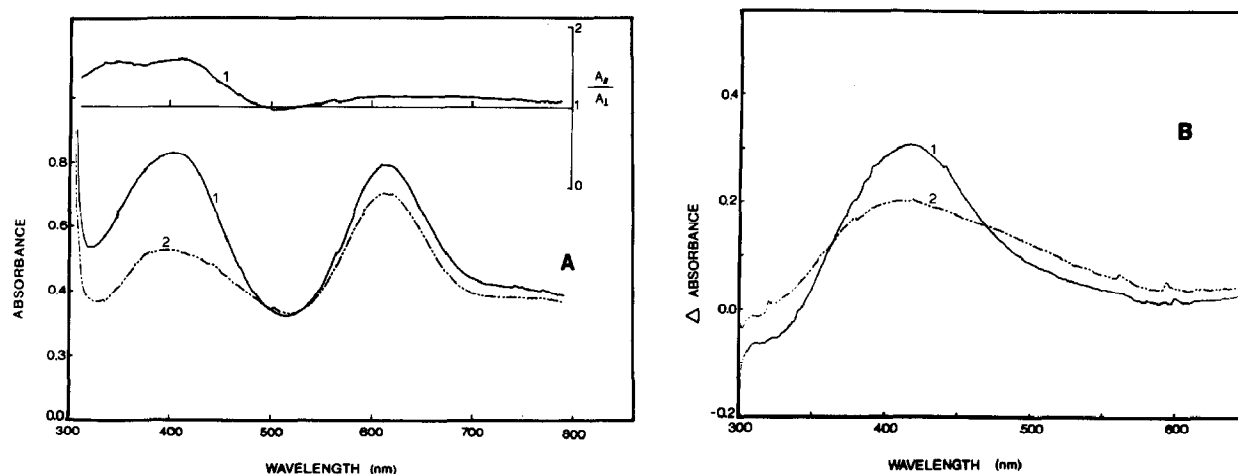 2
1
A∥
A⊥
1
0
0.8
1
0.6
2
0.4
0.3
0.0
ABSORBANCE
A
300 400 500 600 700 800
WAVELENGTH (nm)
0.4
B
1
0.2
2
0.0
-0.2
Δ ABSORBANCE
300 400 500 600
WAVELENGTH (nm)